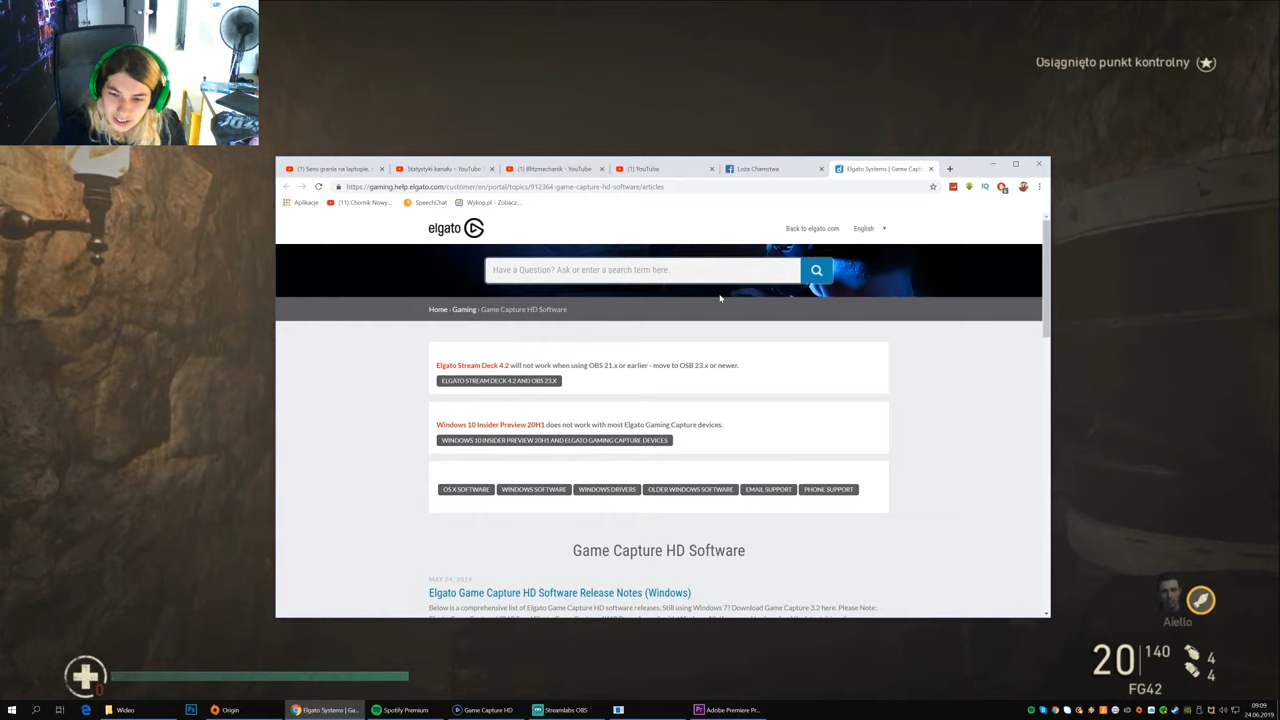 Osiągnięto punkt kontrolny
(1) Sens grania na laptopie, s
Statystyki kanału - YouTube
(1) Blitzmechanik - YouTube
(1) YouTube
Loża Chamstwa
Elgato Systems | Game Captu
https://gaming.help.elgato.com/customer/en/portal/topics/912364-game-capture-hd-software/articles
Aplikacje
(11) Chomik Nowy...
SpeechChat
Wykop.pl - Zobacz...
elgato
Back to elgato.com
English
Have a Question? Ask or enter a search term here.
Home › Gaming › Game Capture HD Software
Elgato Stream Deck 4.2 will not work when using OBS 21.x or earlier - move to OSB 23.x or newer.
ELGATO STREAM DECK 4.2 AND OBS 23.X
Windows 10 Insider Preview 20H1 does not work with most Elgato Gaming Capture devices.
WINDOWS 10 INSIDER PREVIEW 20H1 AND ELGATO GAMING CAPTURE DEVICES
OS X SOFTWARE
WINDOWS SOFTWARE
WINDOWS DRIVERS
OLDER WINDOWS SOFTWARE
EMAIL SUPPORT
PHONE SUPPORT
Game Capture HD Software
MAY 24, 2019
Elgato Game Capture HD Software Release Notes (Windows)
Below is a comprehensive list of Elgato Game Capture HD software releases. Still using Windows 7? Download Game Capture 3.2 here. Please Note:
Aiello
20 140 4
4
FG42
0
Wideo
Origin
Elgato Systems | Ga...
Spotify Premium
Game Capture HD
Streamlabs OBS
Adobe Premiere Pr...
09:09
24.06.2019